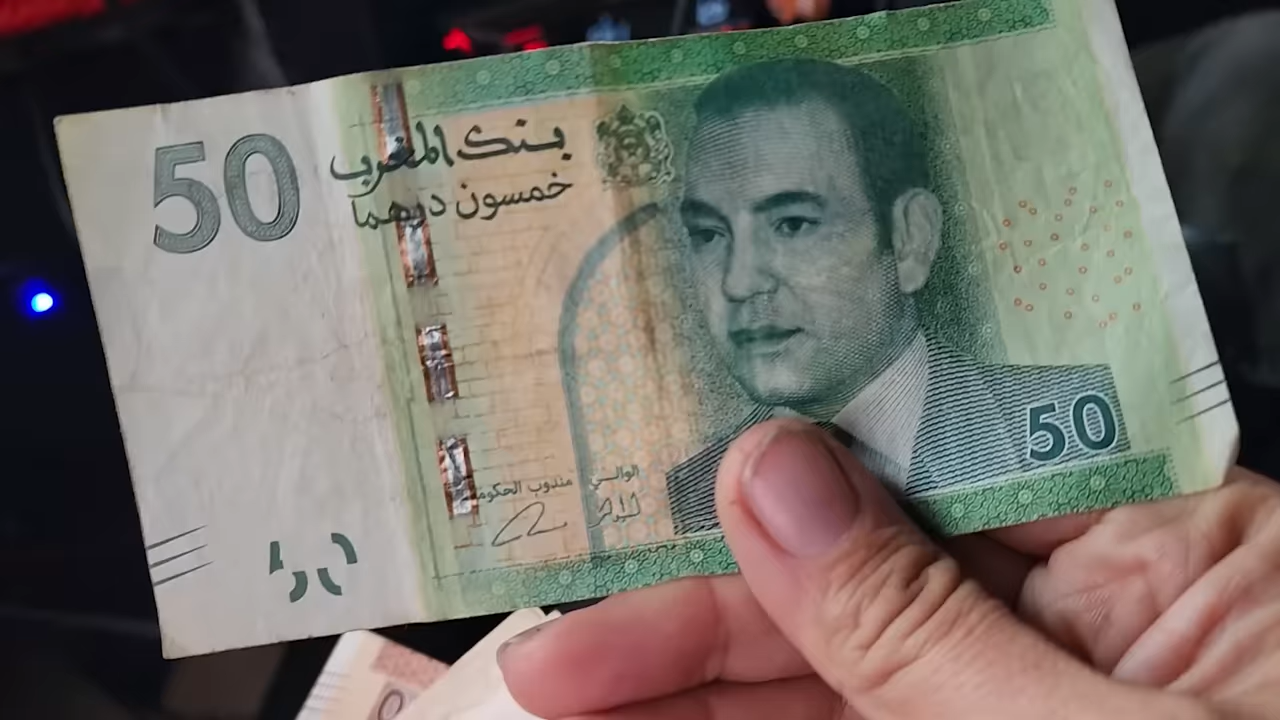 50
بنك المغرب
خمسون درهما
الوالي
مندوب الحكومة
50